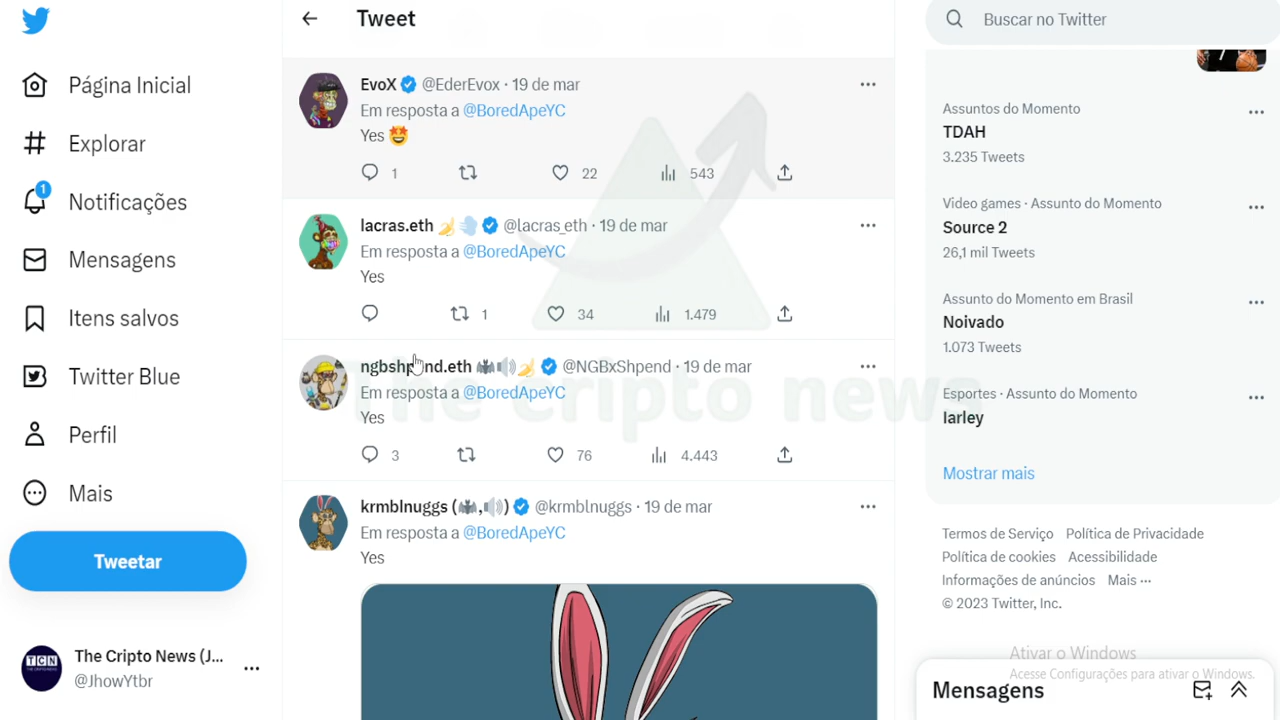 Tweet
Buscar no Twitter
Página Inicial
Explorar
1
Notificações
Mensagens
Itens salvos
Twitter Blue
Perfil
Mais
Tweetar
The Cripto News (J...
@JhowYtbr
EvoX @EderEvox · 19 de mar
Em resposta a @BoredApeYC
Yes 🤩
1 22 543
lacras.eth 🍌💨 @lacras_eth · 19 de mar
Em resposta a @BoredApeYC
Yes
1 34 1.479
ngbshpend.eth 🦇🔊🍌 @NGBxShpend · 19 de mar
Em resposta a @BoredApeYC
Yes
3 76 4.443
krmblnuggs (🦇,🔊) @krmblnuggs · 19 de mar
Em resposta a @BoredApeYC
Yes
The cripto news
Assuntos do Momento
TDAH
3.235 Tweets
Video games · Assunto do Momento
Source 2
26,1 mil Tweets
Assunto do Momento em Brasil
Noivado
1.073 Tweets
Esportes · Assunto do Momento
Iarley
Mostrar mais
Termos de Serviço Política de Privacidade
Política de cookies Acessibilidade
Informações de anúncios Mais ···
© 2023 Twitter, Inc.
Ativar o Windows
Acesse Configurações para ativar o Windows.
Mensagens
TCN